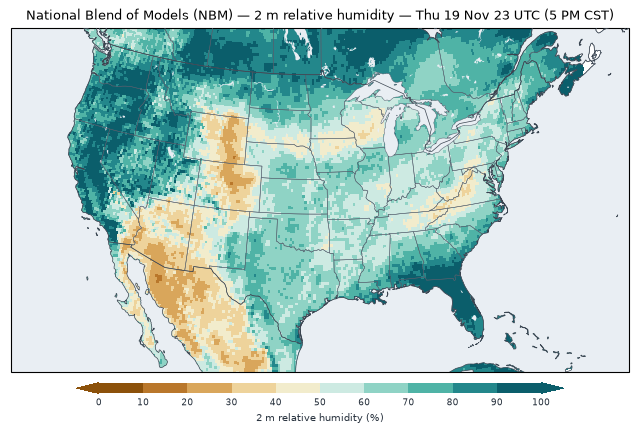 National Blend of Models (NBM) — 2 m relative humidity — Thu 19 Nov 23 UTC (5 PM CST)
0 10 20 30 40 50 60 70 80 90 100
2 m relative humidity (%)